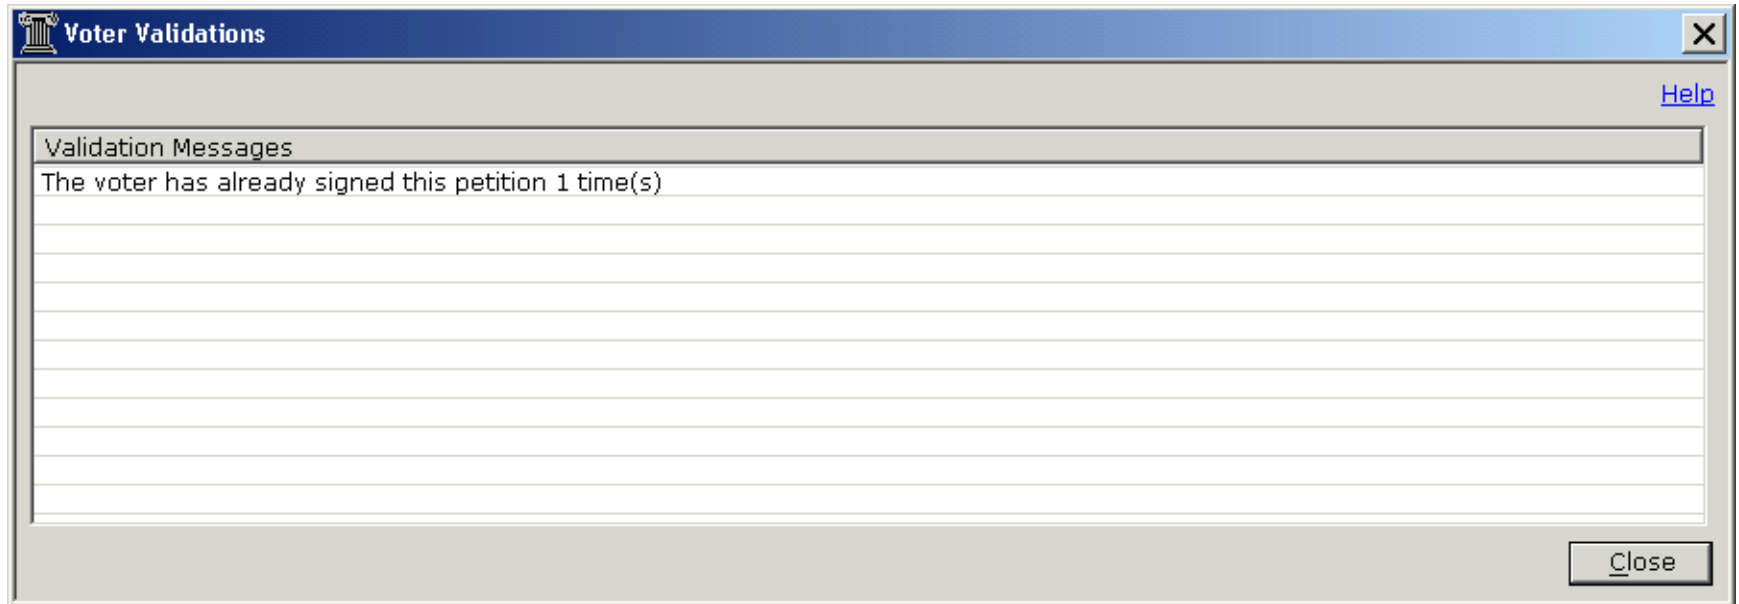 Voter Validations
Help
Validation Messages
The voter has already signed this petition 1 time(s)
Close